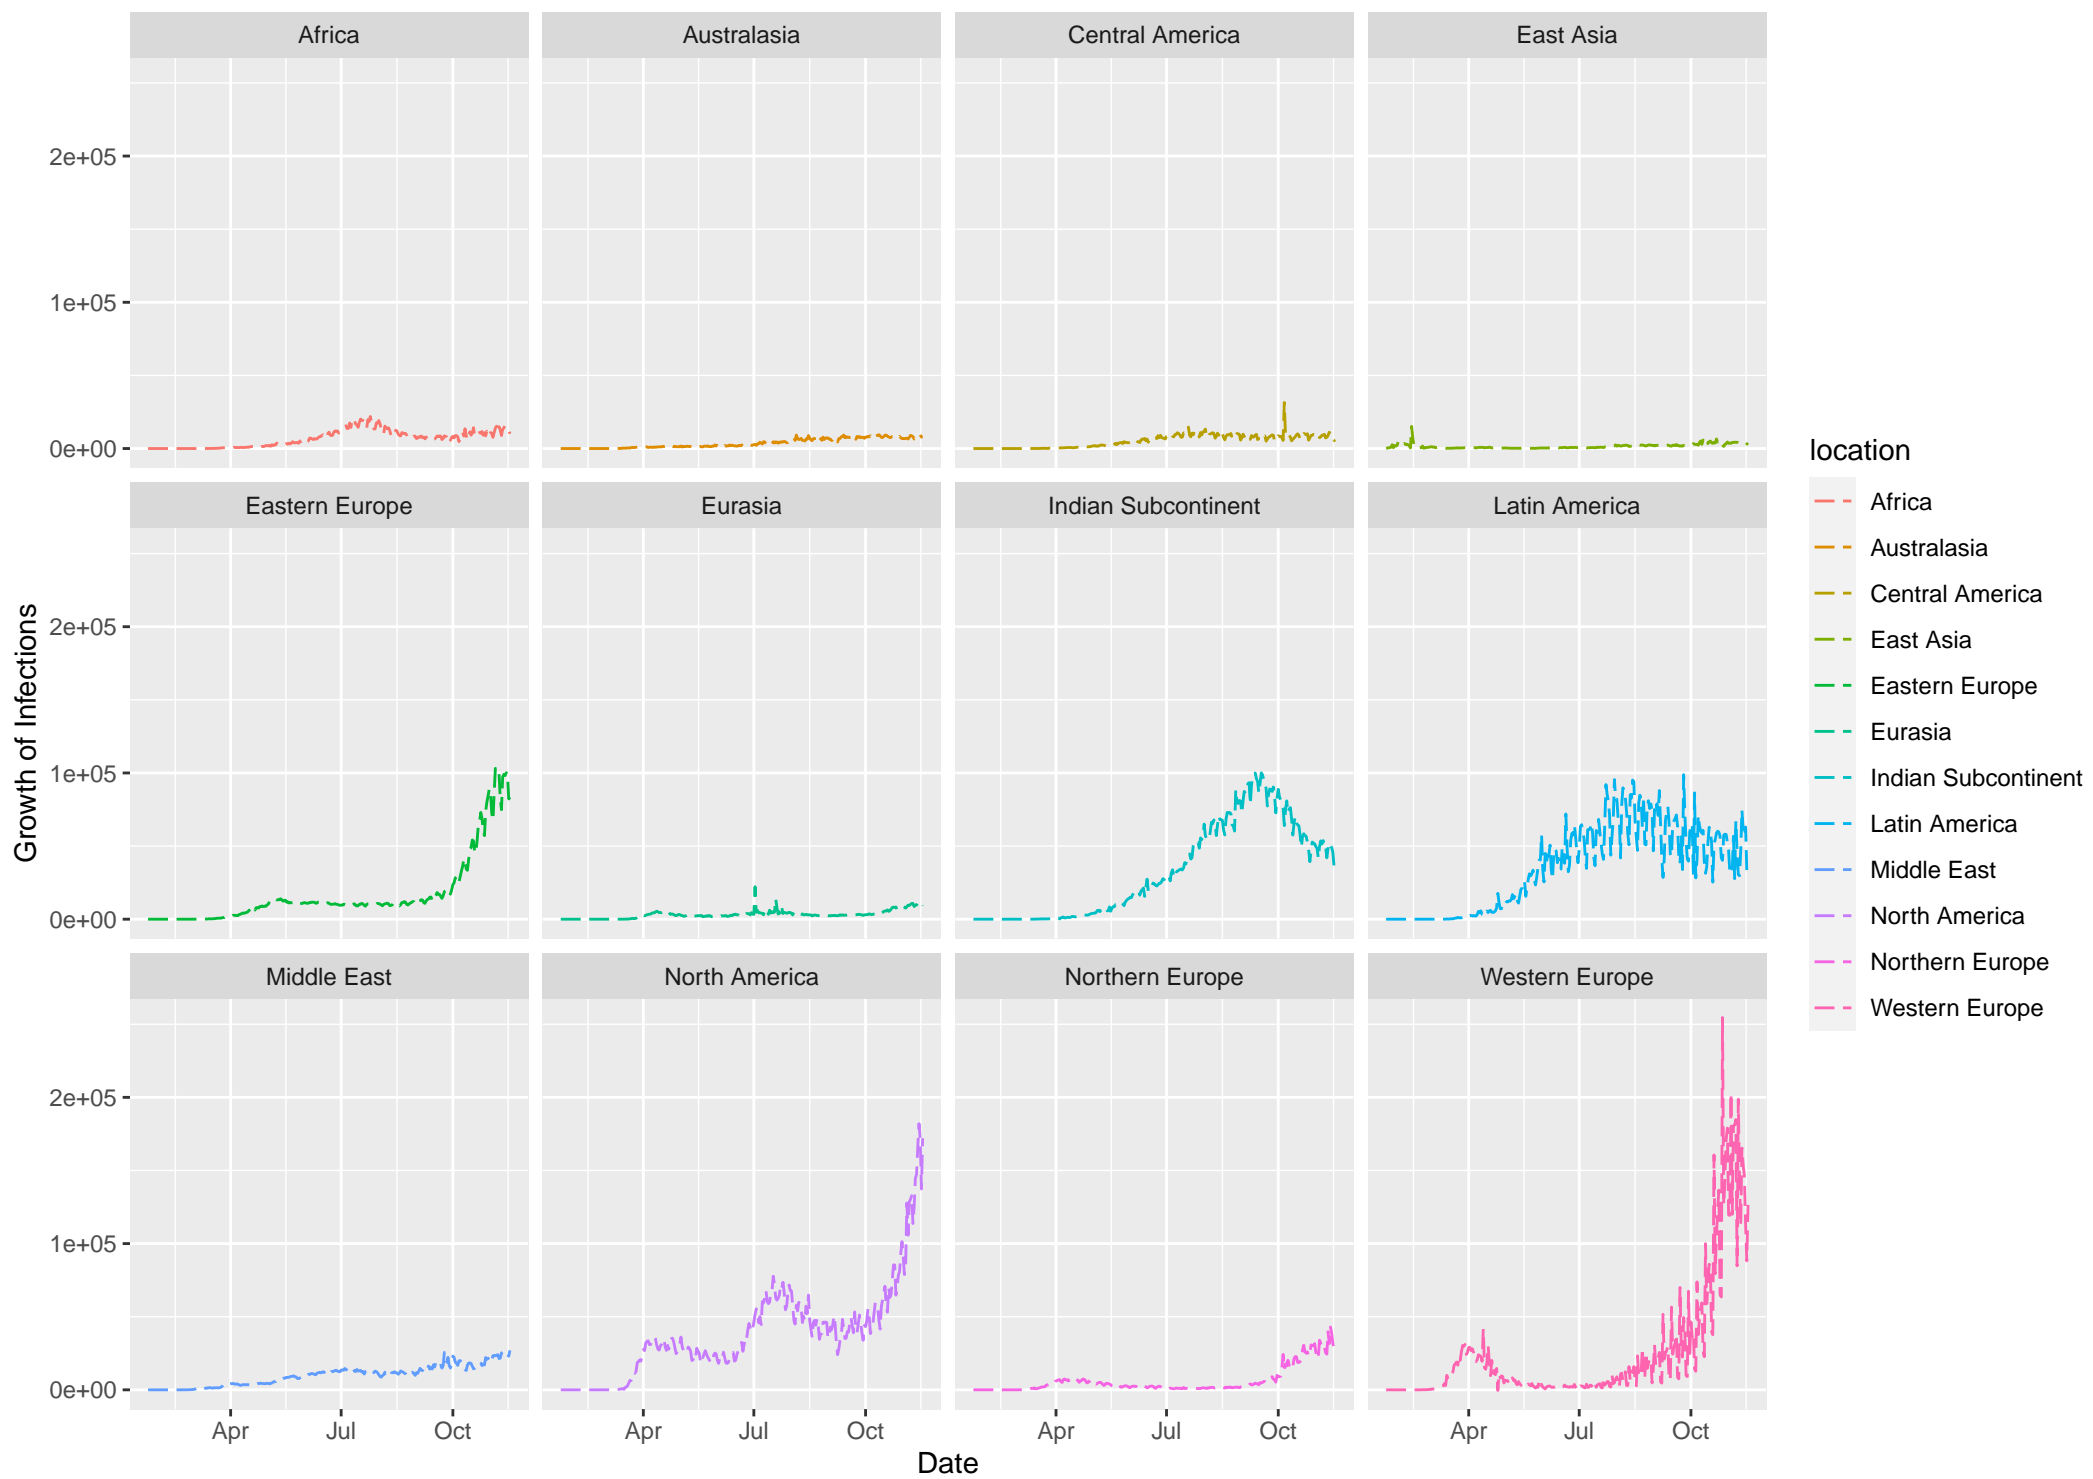 Africa
Australasia
Central America
East Asia
2e+05
1e+05
0e+00
Eastern Europe
Eurasia
Indian Subcontinent
Latin America
2e+05
1e+05
0e+00
Middle East
North America
Northern Europe
Western Europe
2e+05
1e+05
0e+00
Apr Jul Oct
Apr Jul Oct
Apr Jul Oct
Apr Jul Oct
Date
Growth of Infections
location
Africa
Australasia
Central America
East Asia
Eastern Europe
Eurasia
Indian Subcontinent
Latin America
Middle East
North America
Northern Europe
Western Europe